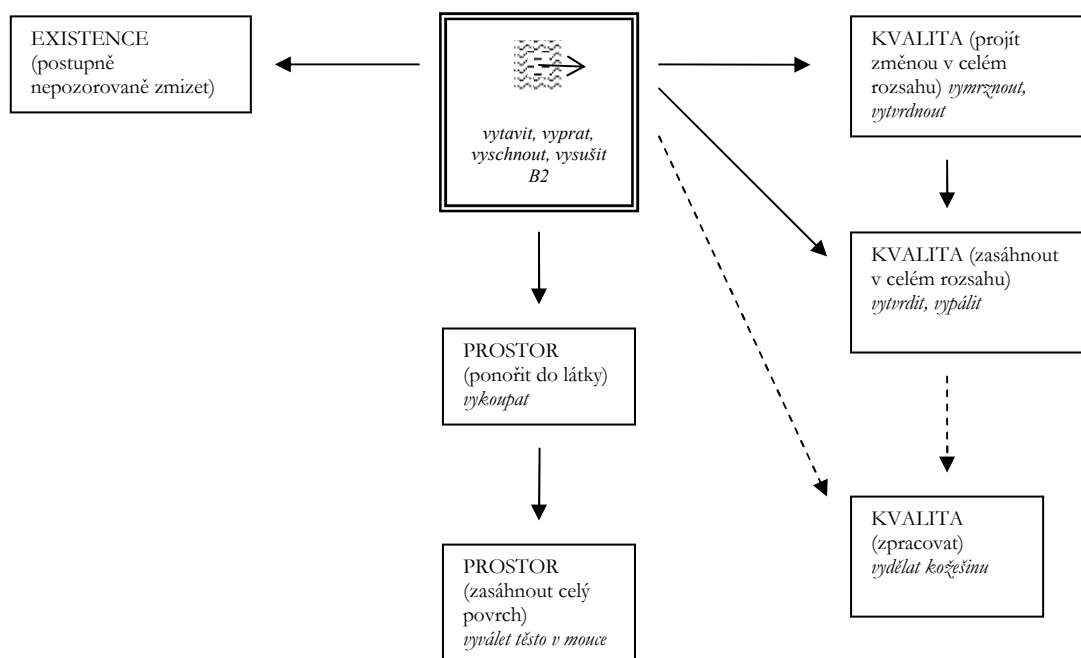 EXISTENCE
(postupně
nepozorovaně zmizet)
vytavit, vyprat,
vyschnout, vysušit
B2
KVALITA (projít
změnou v celém
rozsahu) vymrznout,
vytvrdnout
KVALITA (zasáhnout
v celém rozsahu)
vytvrdit, vypálit
PROSTOR
(ponořit do látky)
vykoupat
KVALITA
(zpracovat)
vydělat kožešinu
PROSTOR
(zasáhnout celý
povrch)
vyválet těsto v mouce